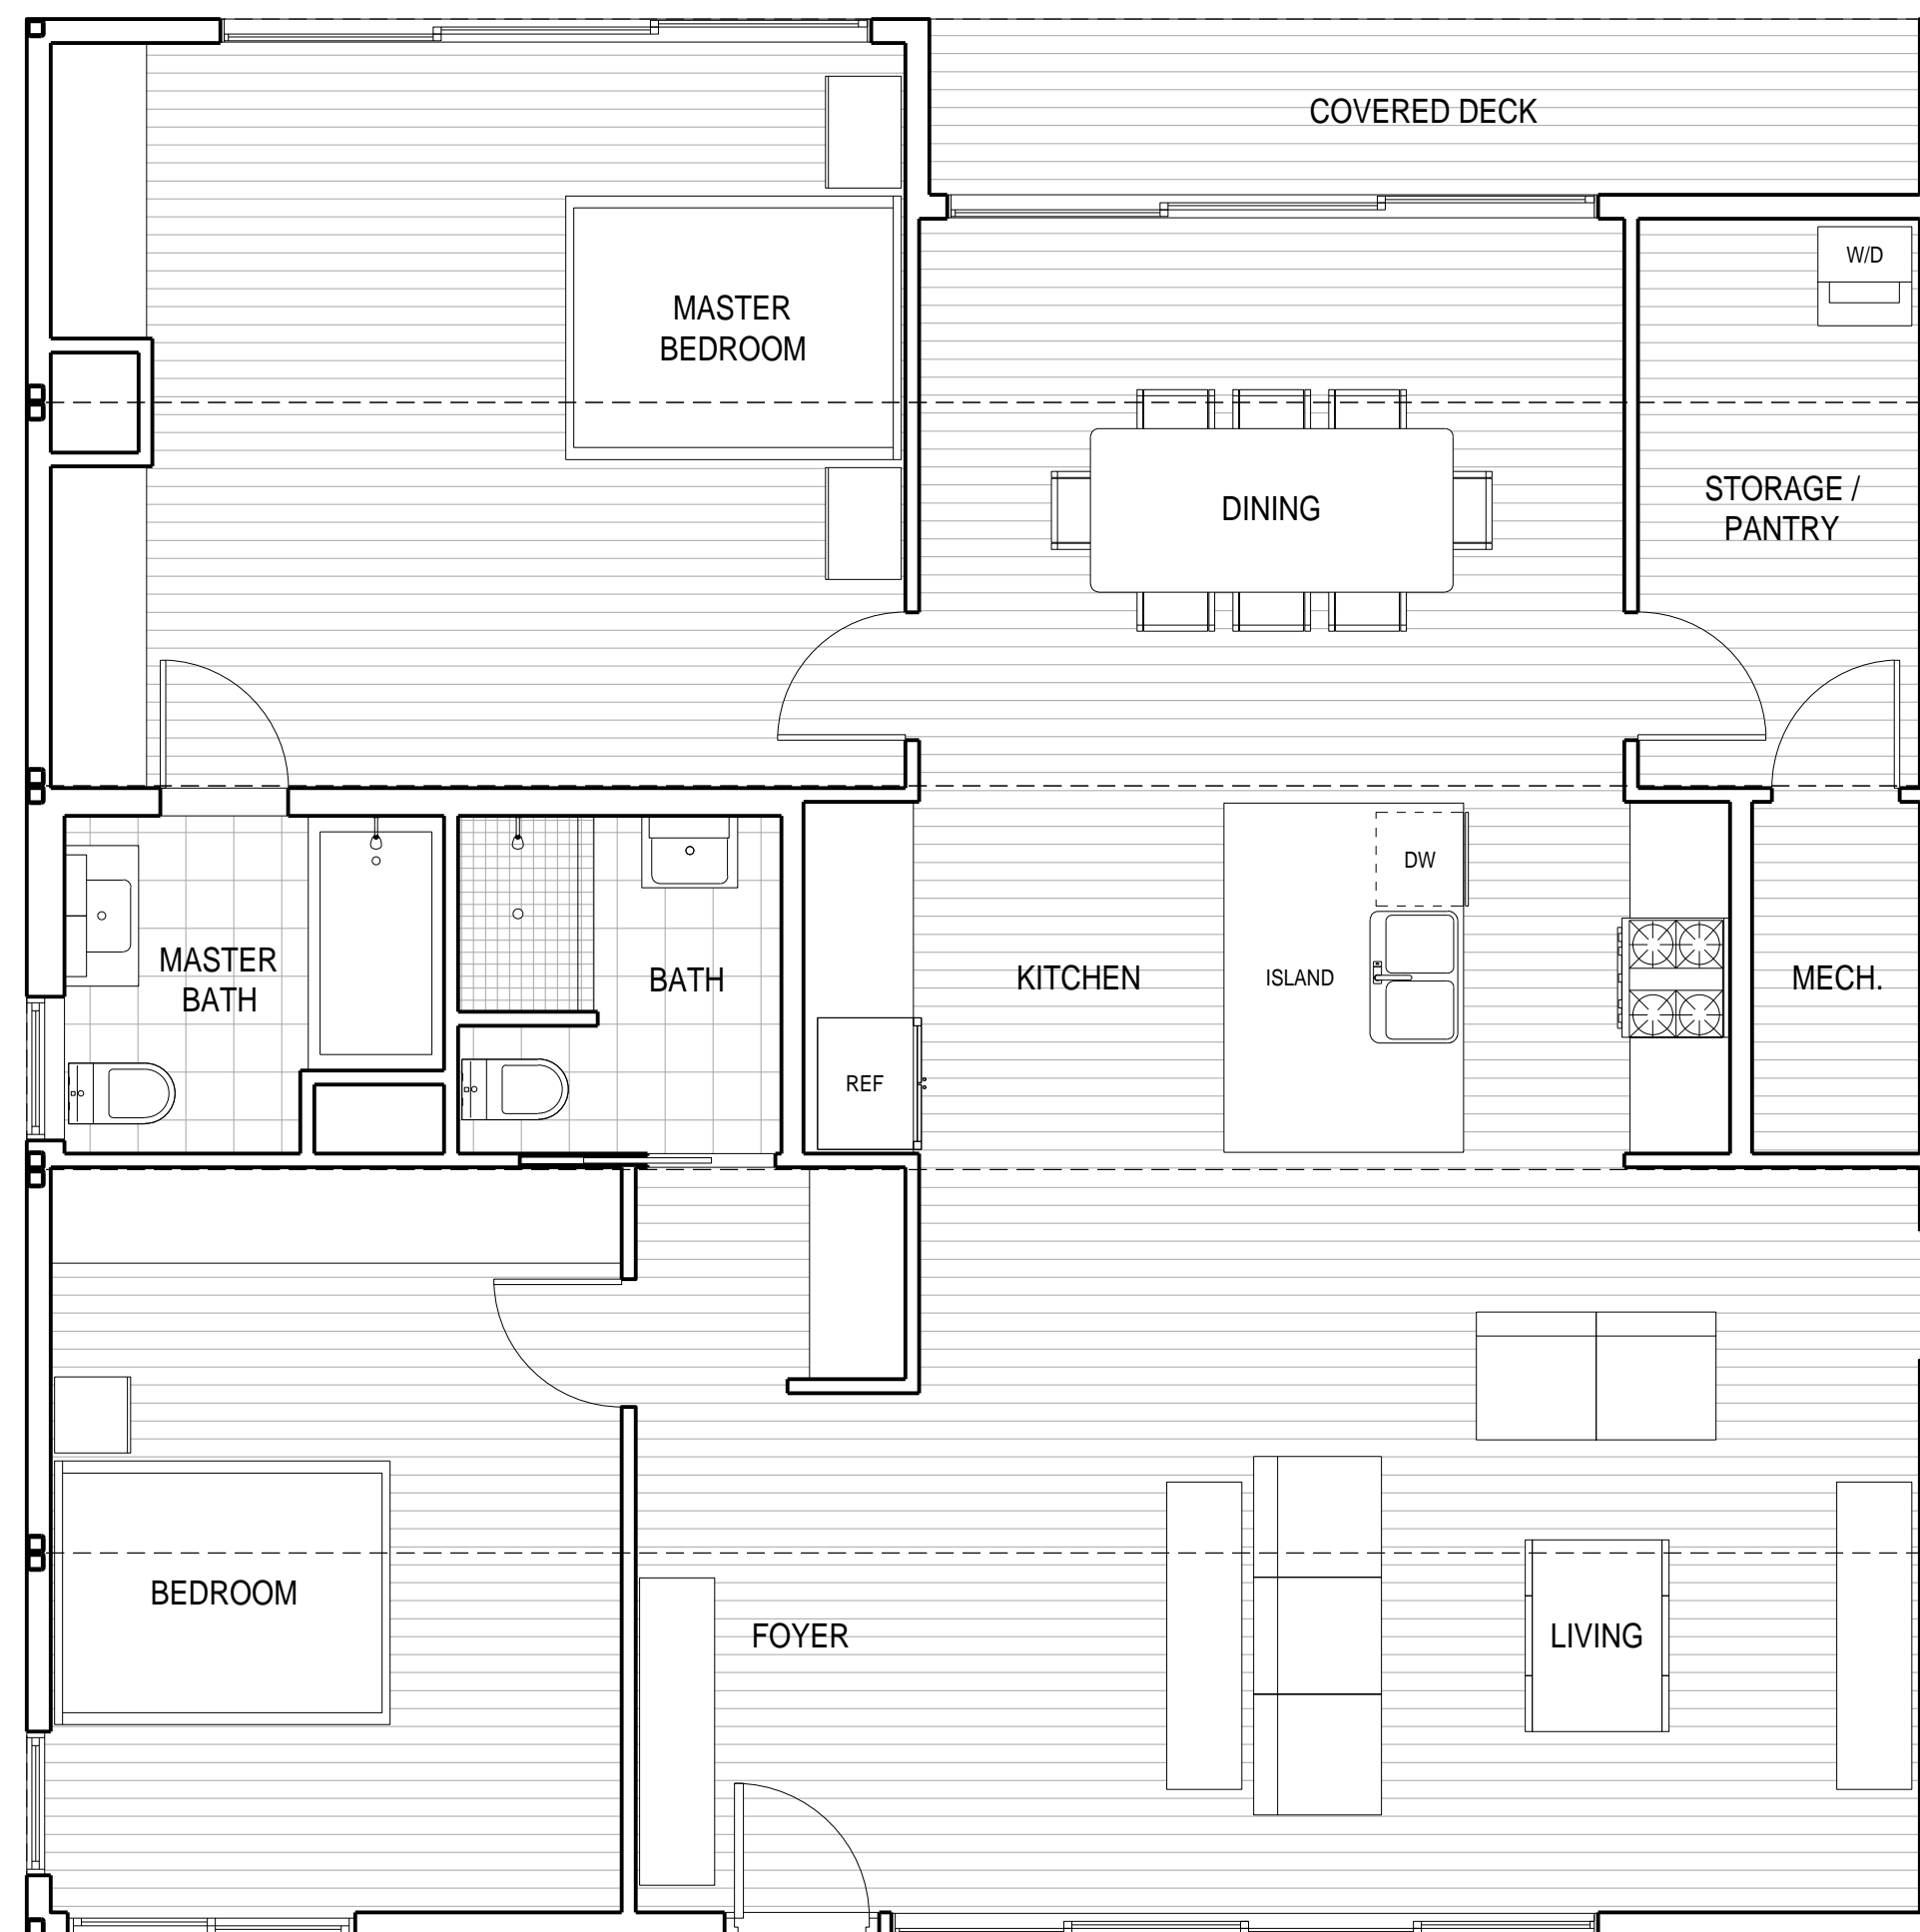 COVERED DECK
W/D
MASTER
BEDROOM
DINING
STORAGE /
PANTRY
DW
MASTER
BATH
BATH
KITCHEN
ISLAND
MECH.
REF
BEDROOM
FOYER
LIVING